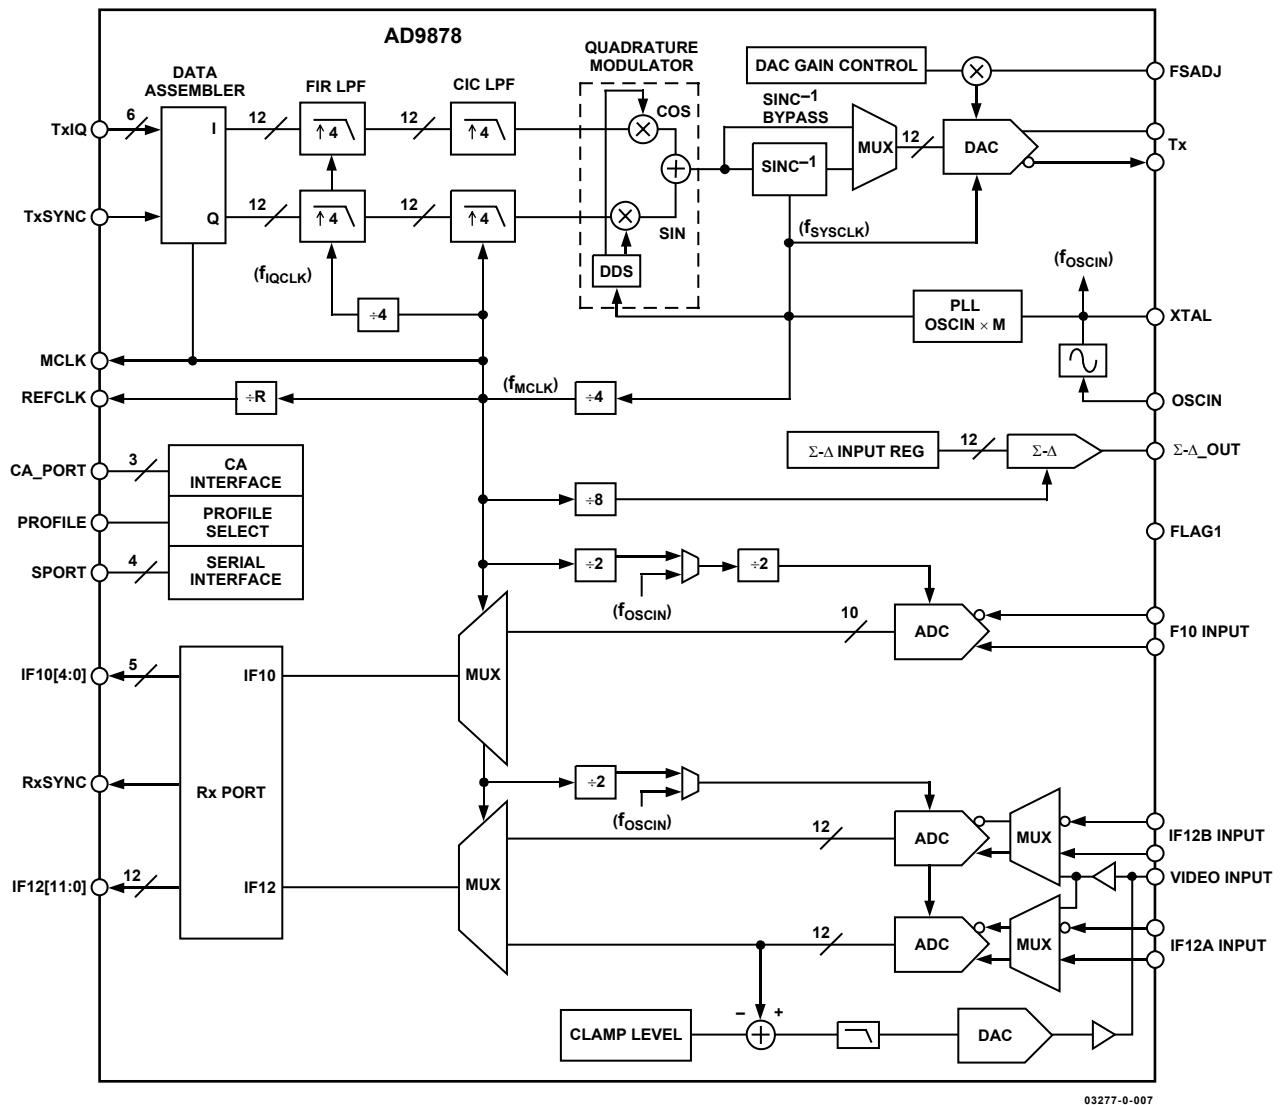 AD9878
QUADRATURE
MODULATOR
DAC GAIN CONTROL
FSADJ
DATA
ASSEMBLER
FIR LPF
CIC LPF
COS
SINC–1
BYPASS
TxIQ
6
I
12
↑4
12
↑4
MUX
12
DAC
Tx
SINC–1
TxSYNC
Q
12
↑4
12
↑4
SIN
(fSYSCLK)
(fIQCLK)
DDS
(fOSCIN)
÷4
PLL
OSCIN × M
XTAL
MCLK
REFCLK
÷R
(fMCLK)
÷4
OSCIN
CA_PORT
3
CA
INTERFACE
Σ-Δ INPUT REG
12
Σ-Δ
Σ-Δ_OUT
÷8
PROFILE
PROFILE
SELECT
FLAG1
SPORT
4
SERIAL
INTERFACE
÷2
÷2
(fOSCIN)
10
ADC
F10 INPUT
IF10[4:0]
5
IF10
MUX
RxSYNC
Rx PORT
÷2
(fOSCIN)
12
ADC
MUX
IF12B INPUT
IF12[11:0]
12
IF12
MUX
VIDEO INPUT
12
ADC
MUX
IF12A INPUT
– +
CLAMP LEVEL
DAC
03277-0-007